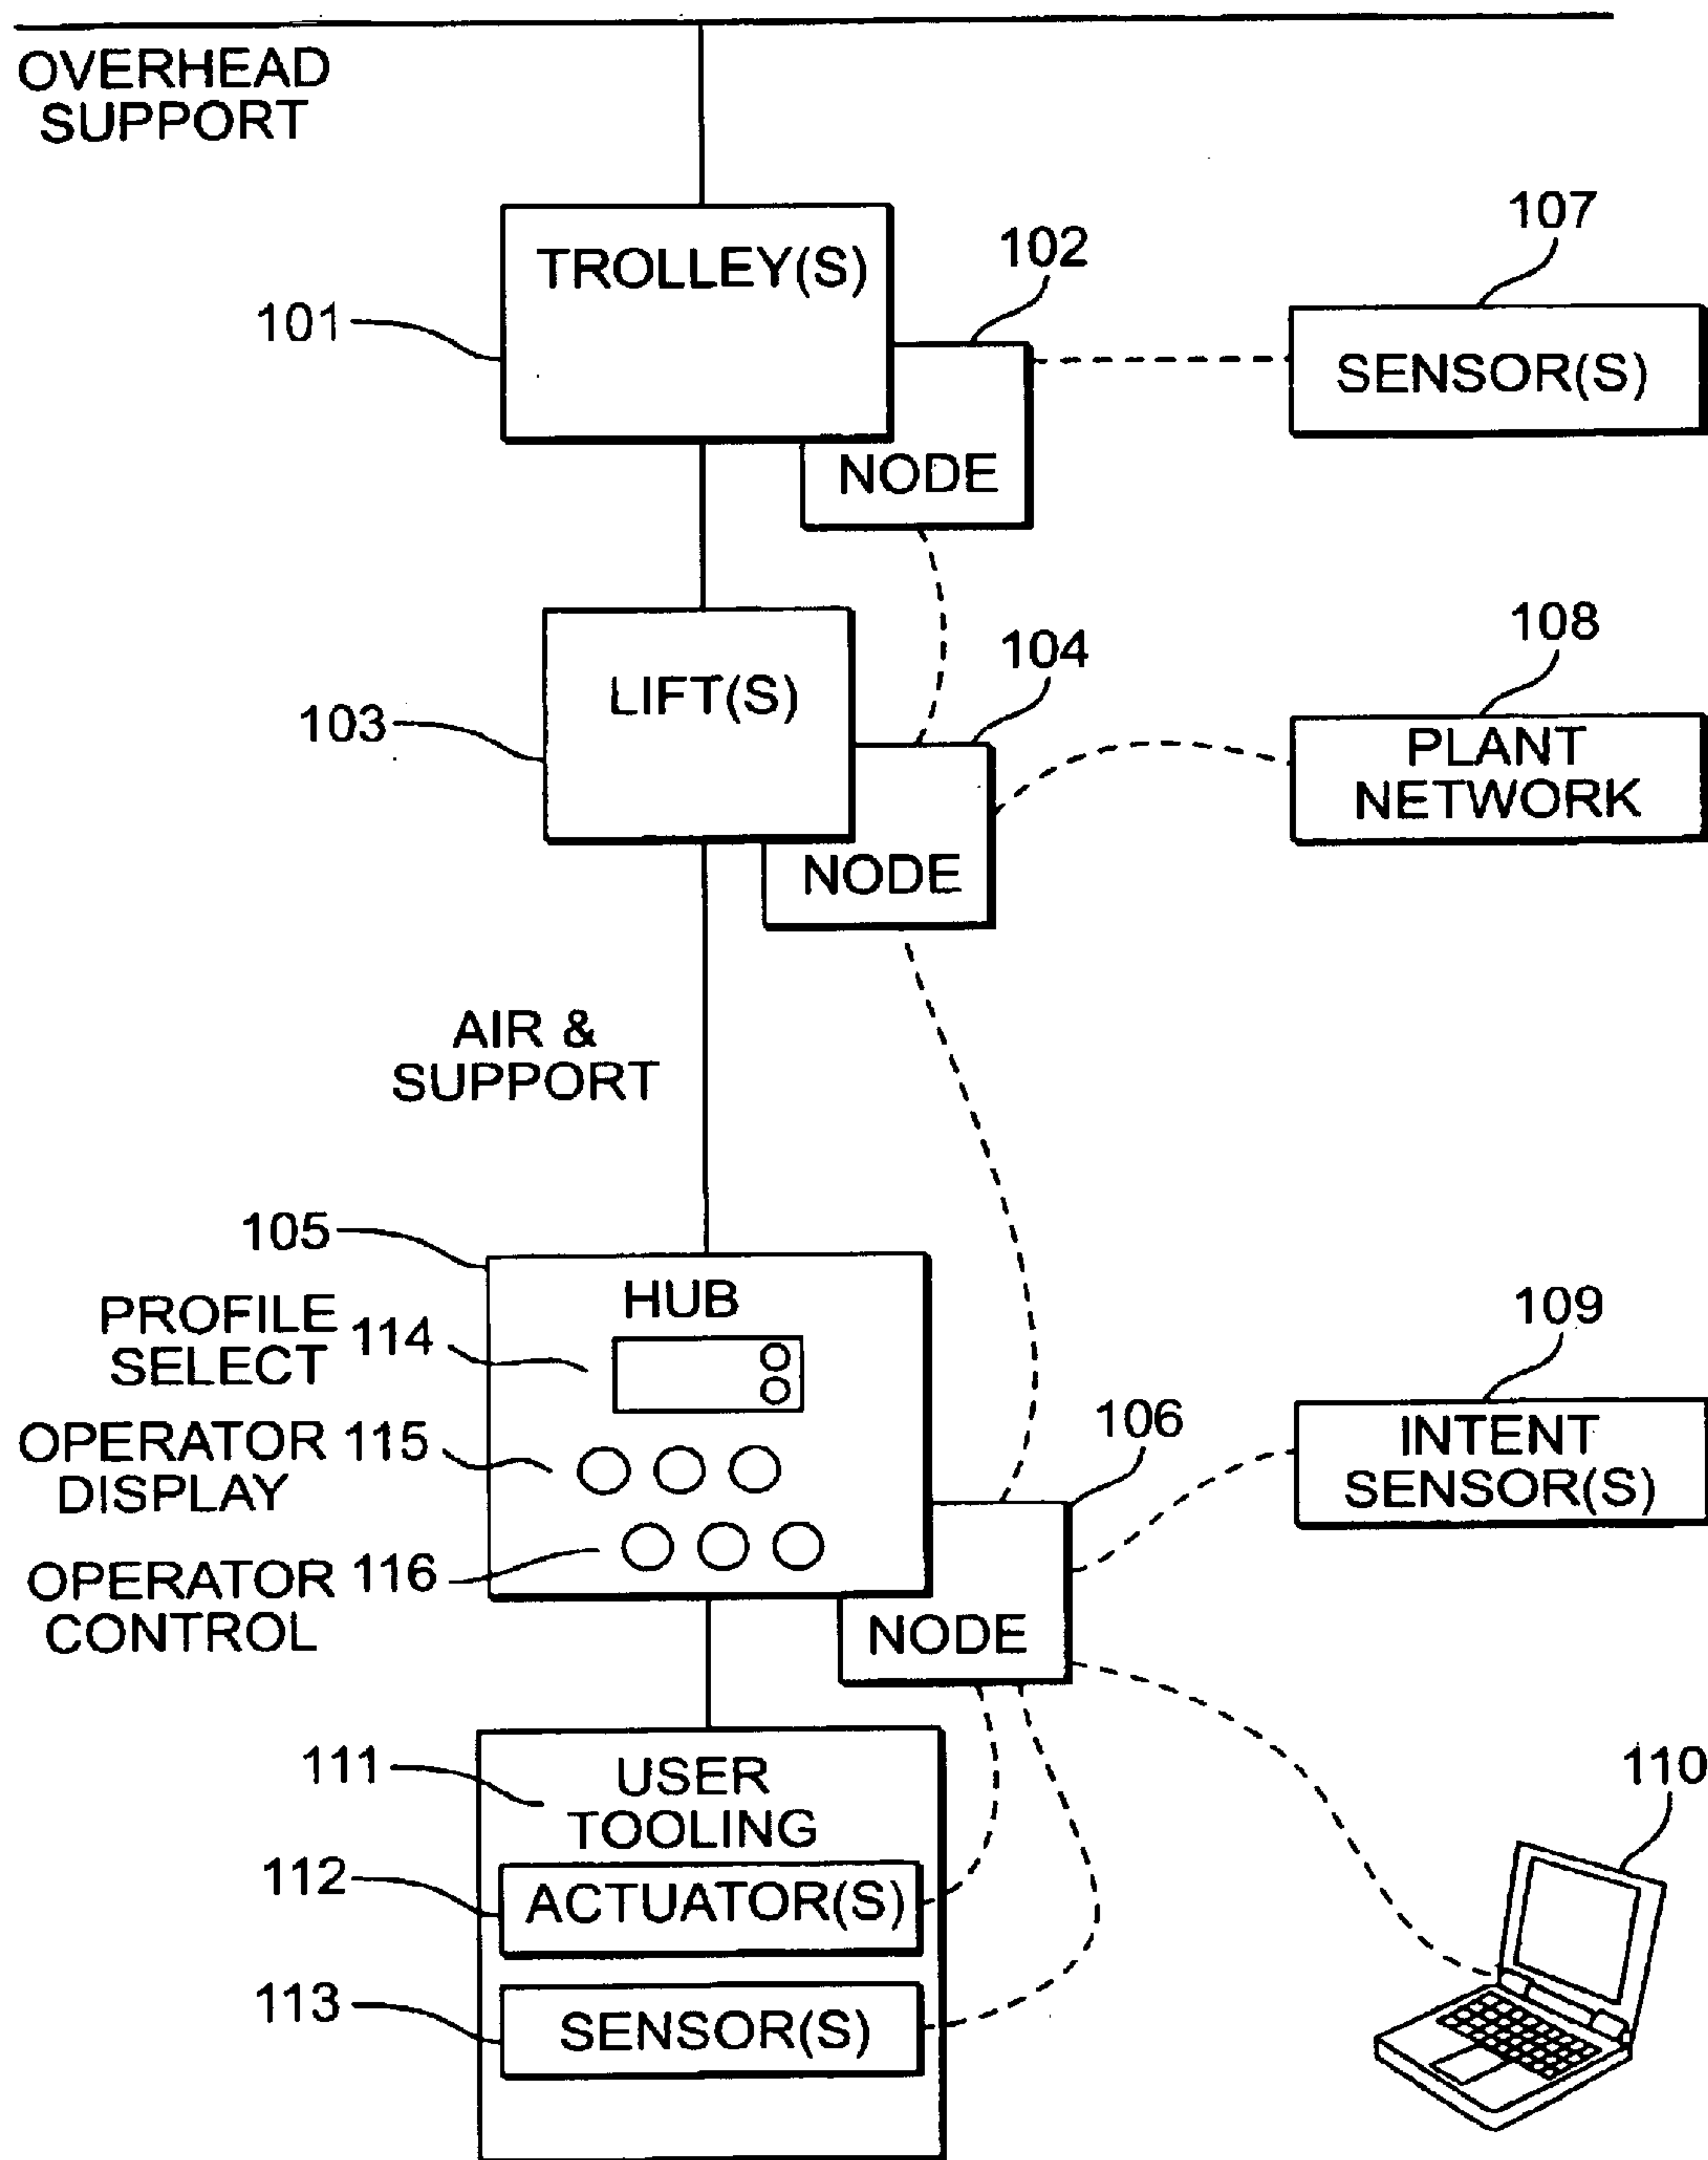 OVERHEAD
SUPPORT
107
102
TROLLEY(S)
101
SENSOR(S)
NODE
108
104
LIFT(S)
103
PLANT
NETWORK
NODE
AIR &
SUPPORT
105
HUB
PROFILE
SELECT 114
109
OPERATOR 115
DISPLAY
106
INTENT
SENSOR(S)
OPERATOR 116
CONTROL
NODE
111
USER
TOOLING
110
112
ACTUATOR(S)
113
SENSOR(S)